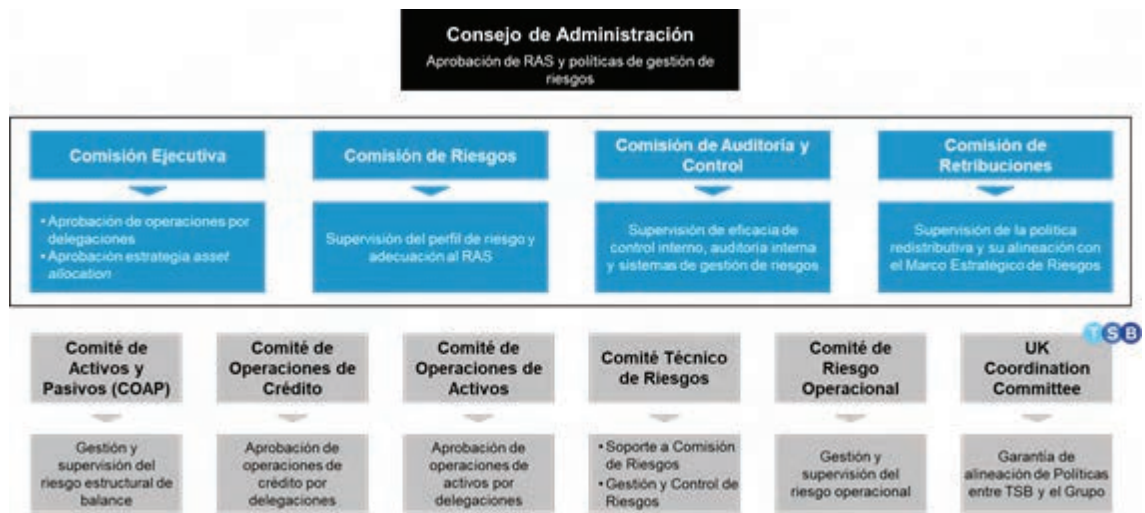 Consejo de Administración
Aprobación de RAS y políticas de gestión de
riesgos
Comisión Ejecutiva
Comisión de Riesgos
Comisión de Auditoría y
Control
Comisión de
Retribuciones
• Aprobación de operaciones por
delegaciones
• Aprobación estrategia asset
allocation
Supervisión del perfil de riesgo y
adecuación al RAS
Supervisión de eficacia de
control interno, auditoría interna
y sistemas de gestión de riesgos
Supervisión de la política
redistributiva y su alineación con
el Marco Estratégico de Riesgos
TSB
Comité de
Activos y
Pasivos (COAP)
Comité de
Operaciones de
Crédito
Comité de
Operaciones de
Activos
Comité Técnico
de Riesgos
Comité de
Riesgo
Operacional
UK
Coordination
Committee
Gestión y
supervisión del
riesgo estructural de
balance
Aprobación de
operaciones de
crédito por
delegaciones
Aprobación de
operaciones de
activos por
delegaciones
• Soporte a Comisión
de Riesgos
• Gestión y Control de
Riesgos
Gestión y
supervisión del
riesgo operacional
Garantía de
alineación de Políticas
entre TSB y el Grupo